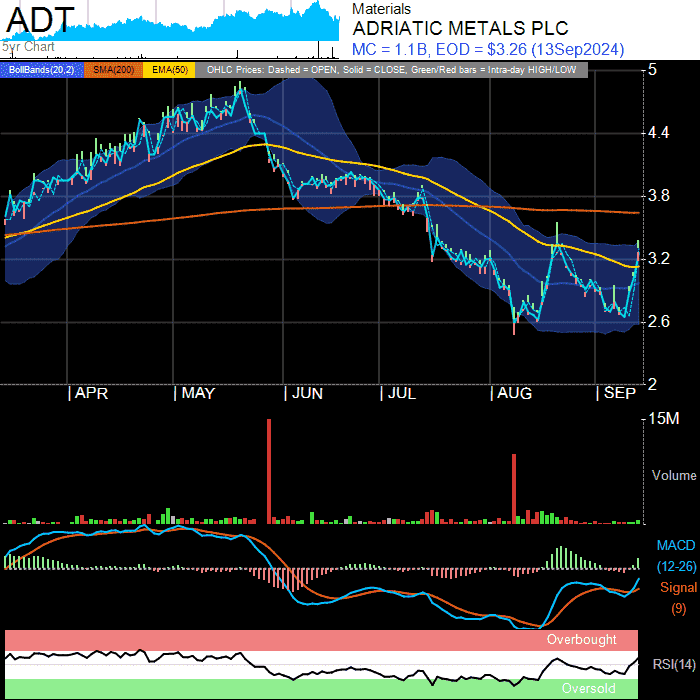 ADT
5yr Chart
Materials
ADRIATIC METALS PLC
MC = 1.1B, EOD = $3.26 (13Sep2024)
BollBands(20,2) SMA(200) EMA(50) OHLC Prices: Dashed = OPEN, Solid = CLOSE, Green/Red bars = Intra-day HIGH/LOW
5
4.4
3.8
3.2
2.6
2
| APR | MAY | JUN | JUL | AUG | SEP
15M
Volume
MACD
(12-26)
Signal
(9)
Overbought
RSI(14)
Oversold